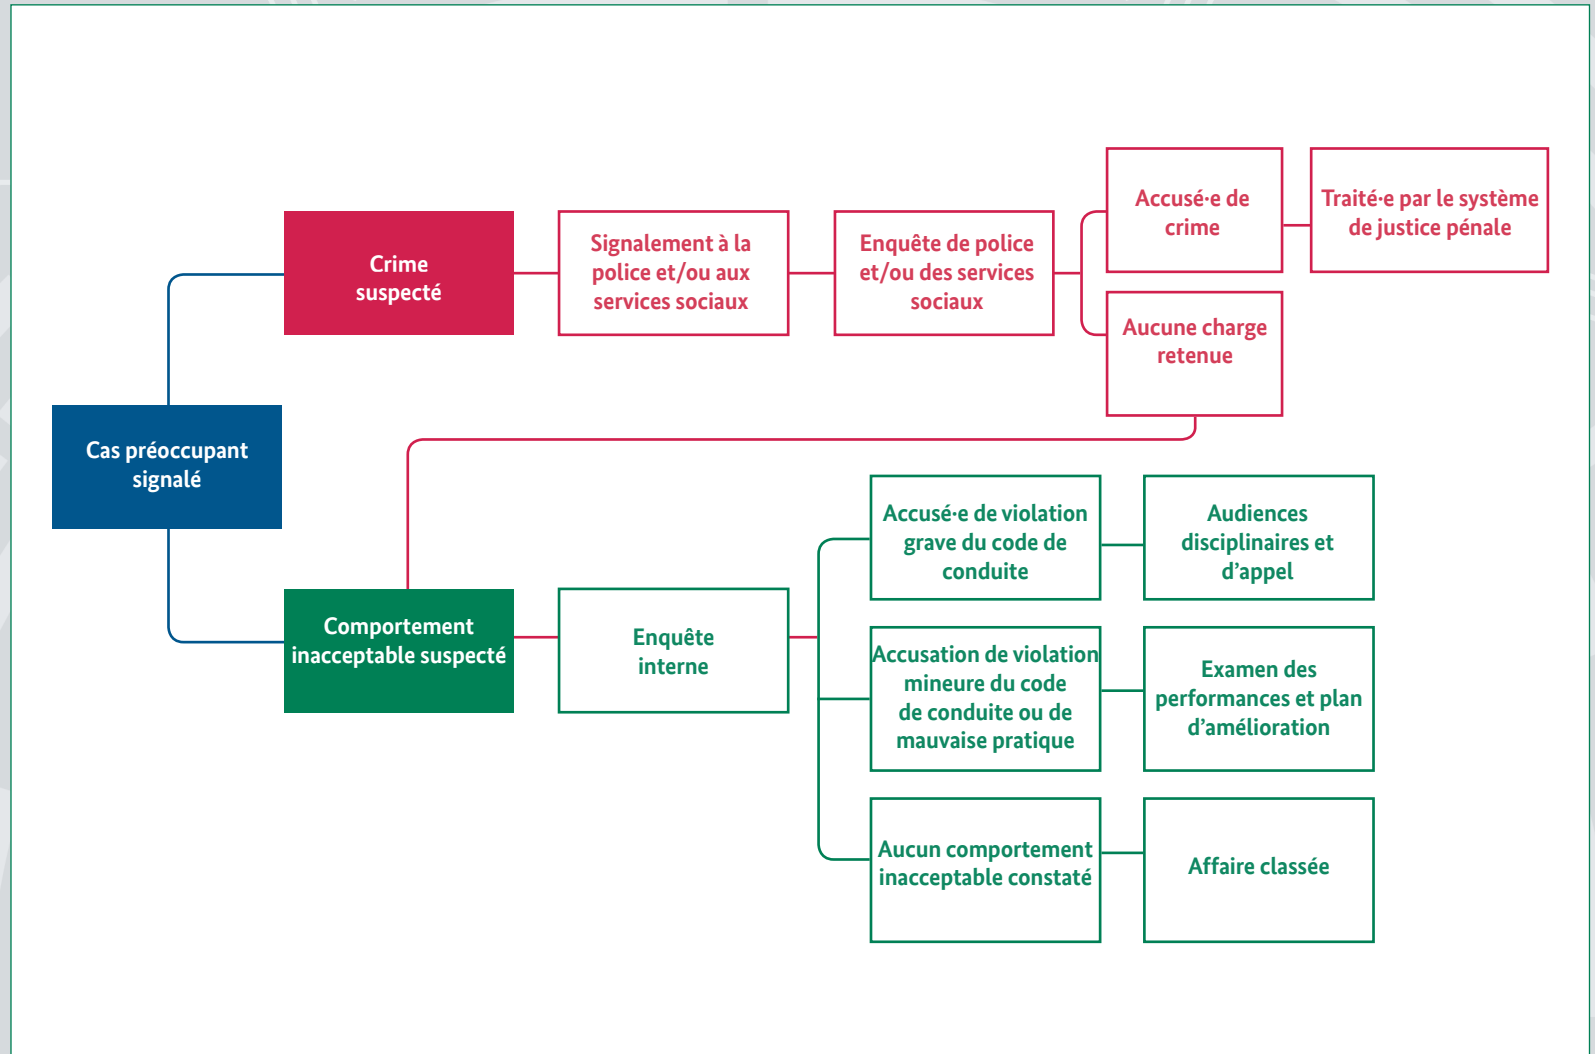 Cas préoccupant
signalé
Crime
suspecté
Signalement à la
police et/ou aux
services sociaux
Enquête de police
et/ou des services
sociaux
Accusé·e de
crime
Traité·e par le système
de justice pénale
Aucune charge
retenue
Comportement
inacceptable suspecté
Enquête
interne
Accusé·e de violation
grave du code de
conduite
Audiences
disciplinaires et
d’appel
Accusation de violation
mineure du code
de conduite ou de
mauvaise pratique
Examen des
performances et plan
d’amélioration
Aucun comportement
inacceptable constaté
Affaire classée